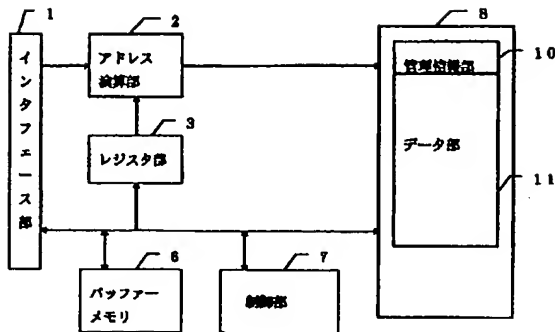 1
インタフェース部
2
アドレス
演算部
3
レジスタ部
6
バッファー
メモリ
7
制御部
8
10
管理情報部
データ部
11